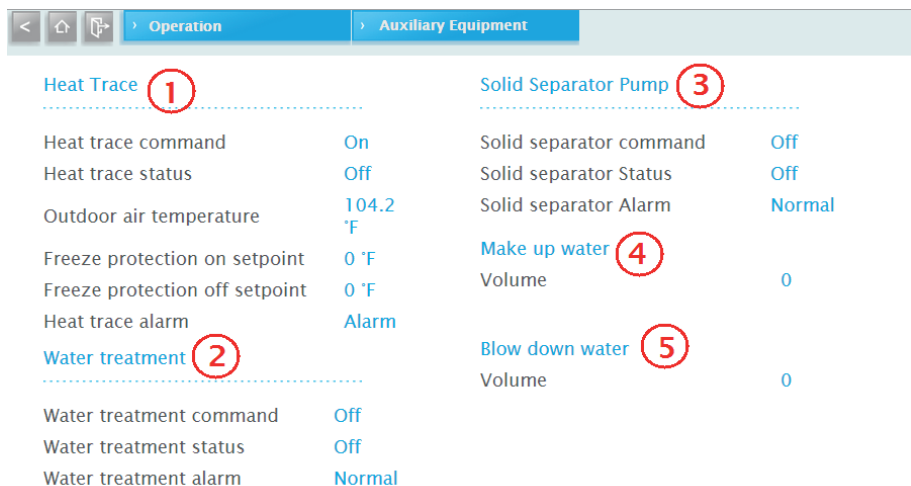 < › Operation › Auxiliary Equipment
Heat Trace 1
Heat trace command On
Heat trace status Off
Outdoor air temperature 104.2 °F
Freeze protection on setpoint 0 °F
Freeze protection off setpoint 0 °F
Heat trace alarm Alarm
Water treatment 2
Water treatment command Off
Water treatment status Off
Water treatment alarm Normal
Solid Separator Pump 3
Solid separator command Off
Solid separator Status Off
Solid separator Alarm Normal
Make up water 4
Volume 0
Blow down water 5
Volume 0